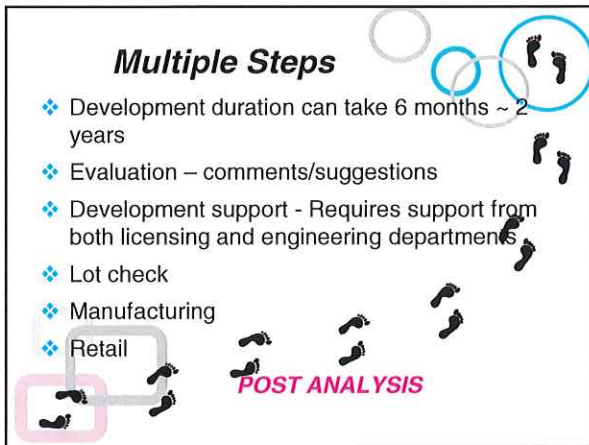 Multiple Steps
❖ Development duration can take 6 months ~ 2
years
❖ Evaluation – comments/suggestions
❖ Development support - Requires support from
both licensing and engineering departments
❖ Lot check
❖ Manufacturing
❖ Retail
POST ANALYSIS